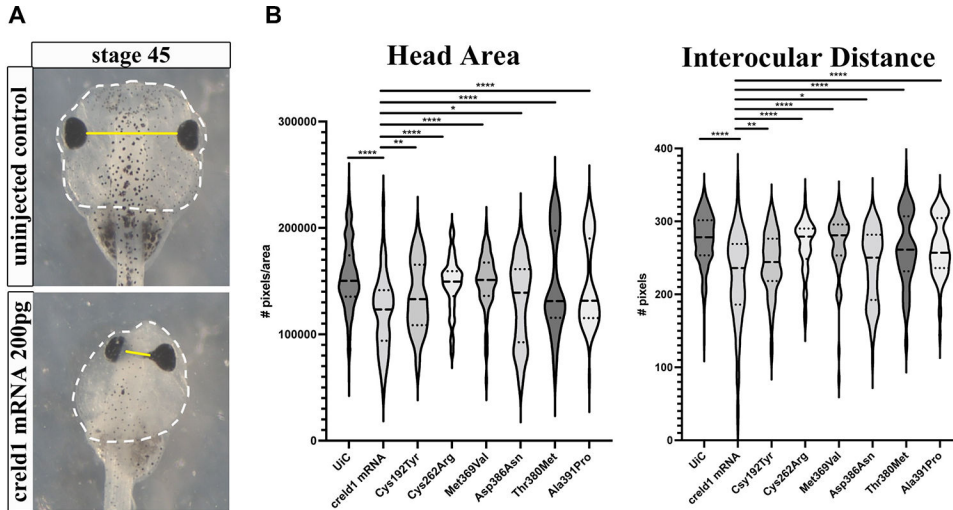 A
stage 45
uninjected control
creld1 mRNA 200pg
B
Head Area
****
****
*
****
****
**
****
300000
200000
100000
0
# pixels/area
UiC
creld1 mRNA
Cys192Tyr
Cys262Arg
Met369Val
Asp386Asn
Thr380Met
Ala391Pro
Interocular Distance
****
****
*
****
****
**
****
400
300
200
100
0
# pixels
UiC
creld1 mRNA
Csy192Tyr
Cys262Arg
Met369Val
Asp386Asn
Thr380Met
Ala391Pro